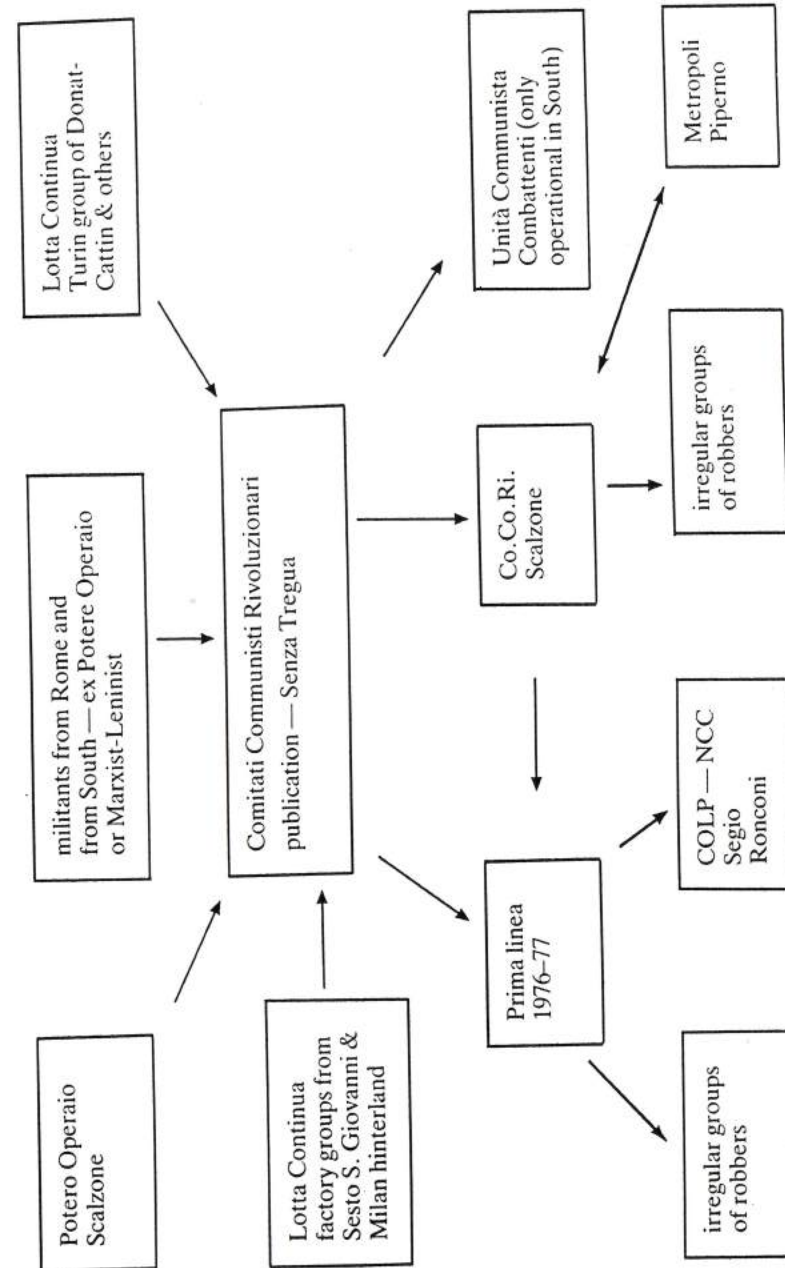 Potero Operaio
Scalzone
militants from Rome and
from South — ex Potere Operaio
or Marxist-Leninist
Lotta Continua
Turin group of Donat-
Cattin & others
Lotta Continua
factory groups from
Sesto S. Giovanni &
Milan hinterland
Comitati Communisti Rivoluzionari
publication — Senza Tregua
Prima linea
1976–77
Co.Co.Ri.
Scalzone
Unità Communista
Combattenti (only
operational in South)
irregular groups
of robbers
COLP — NCC
Segio
Ronconi
irregular groups
of robbers
Metropoli
Piperno